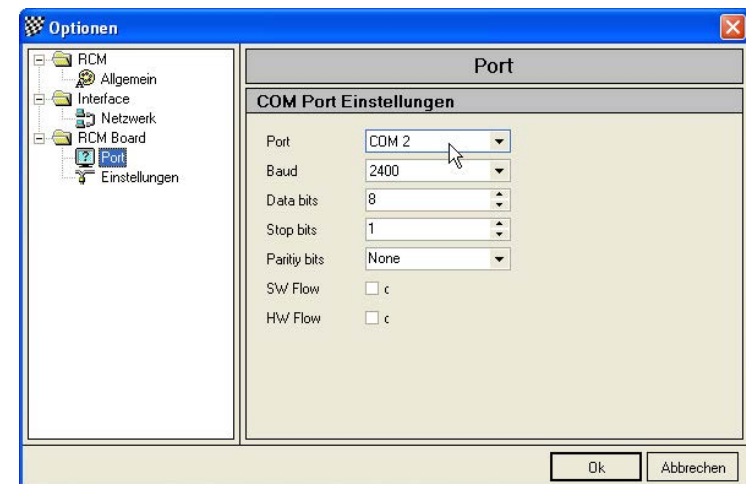 Optionen
RCM
Allgemein
Interface
Netzwerk
RCM Board
Port
Einstellungen
Port
COM Port Einstellungen
Port COM 2
Baud 2400
Data bits 8
Stop bits 1
Paritiy bits None
SW Flow c
HW Flow c
Ok Abbrechen